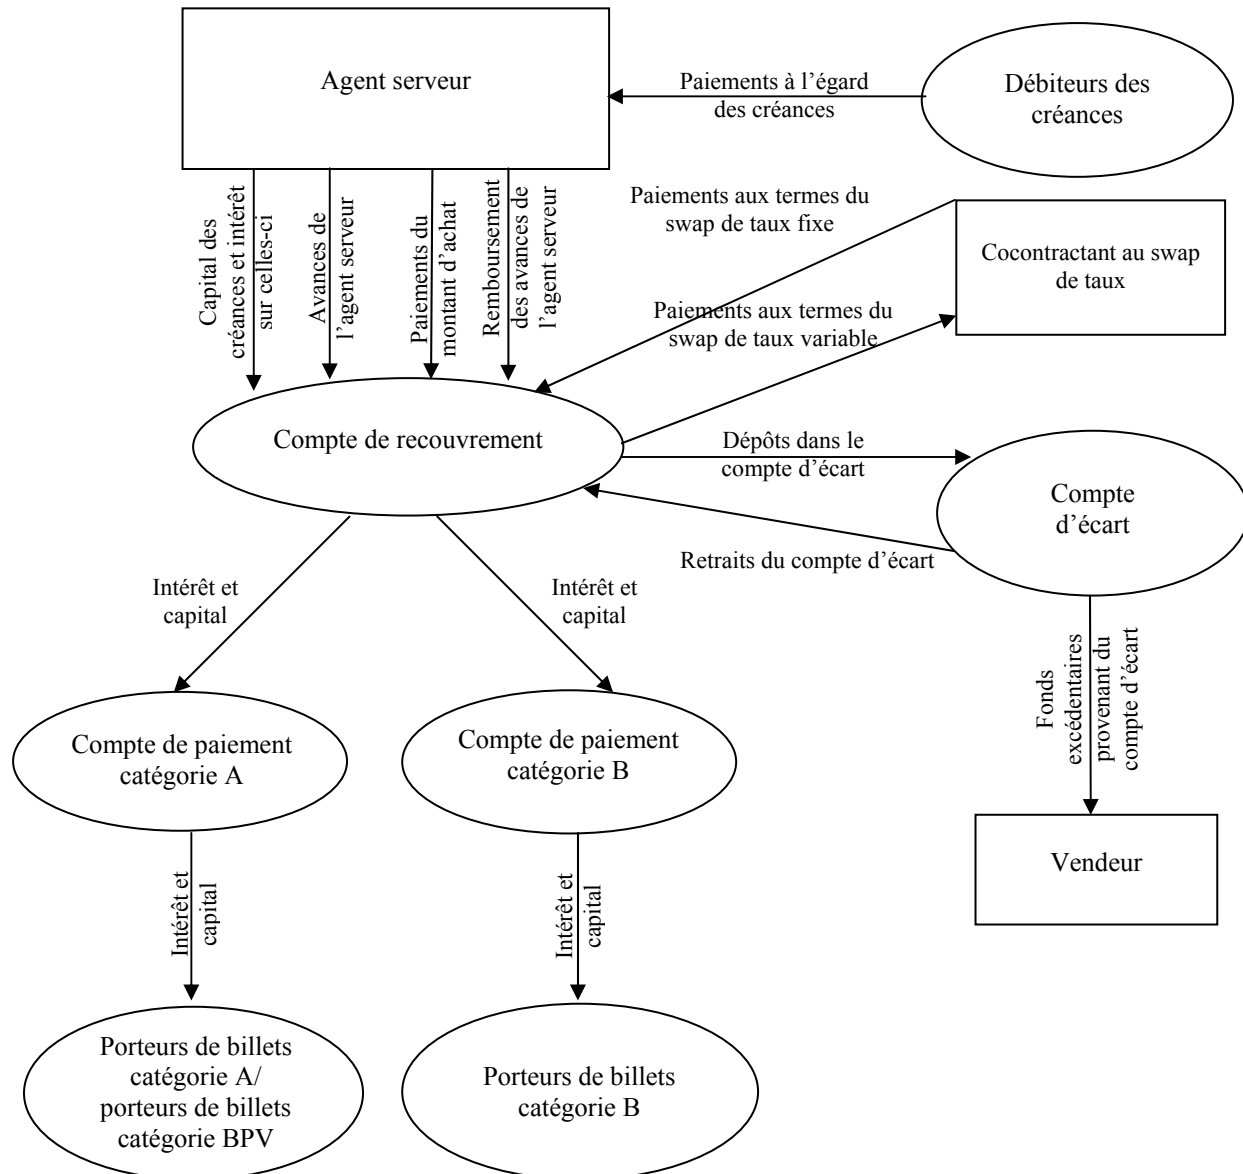 Agent serveur
Paiements à l’égard
des créances
Débiteurs des
créances
Capital des
créances et intérêt
sur celles-ci
Avances de
l’agent serveur
Paiements du
montant d’achat
Remboursement
des avances de
l’agent serveur
Paiements aux termes du
swap de taux fixe
Cocontractant au swap
de taux
Paiements aux termes du
swap de taux variable
Compte de recouvrement
Dépôts dans le
compte d’écart
Compte
d’écart
Retraits du compte d’écart
Intérêt et
capital
Intérêt et
capital
Fonds
excédentaires
provenant du
compte d’écart
Compte de paiement
catégorie A
Compte de paiement
catégorie B
Vendeur
Intérêt et
capital
Intérêt et
capital
Porteurs de billets
catégorie A/
porteurs de billets
catégorie BPV
Porteurs de billets
catégorie B